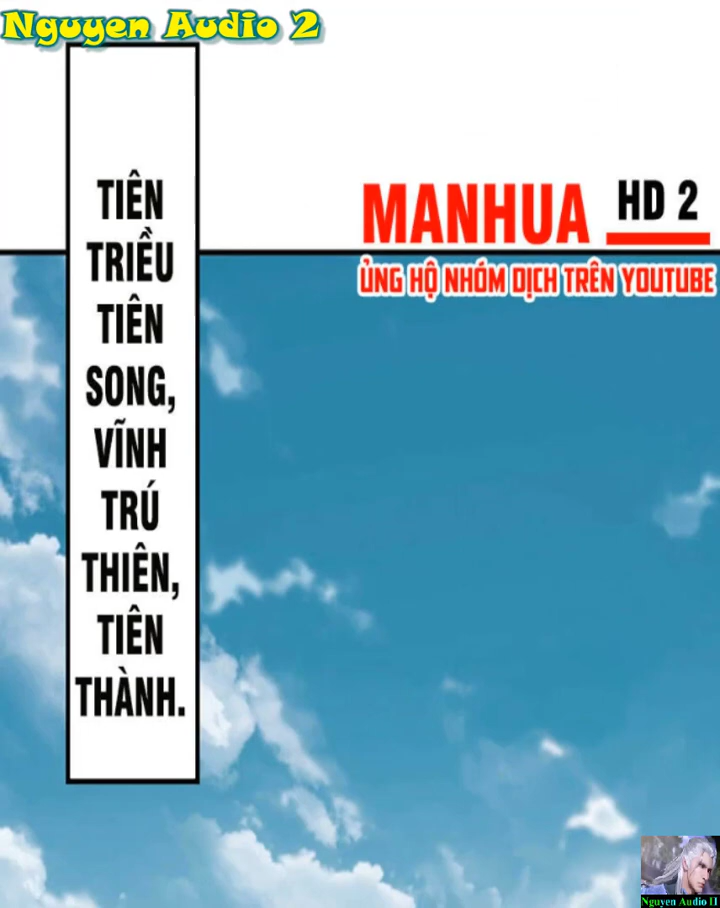 Nguyen Audio 2
TIÊN
TRIỀU
TIÊN
SONG,
VĨNH
TRÚ
THIÊN,
TIÊN
THÀNH.
MANHUA HD 2
ỦNG HỘ NHÓM DỊCH TRÊN YOUTUBE
Nguyen Audio II